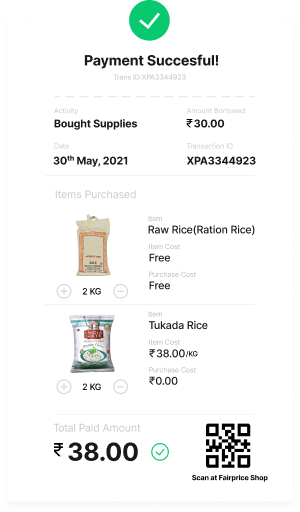 Payment Succesful!
Trans ID:XPA3344923
Activity
Amount Borrowed
Bought Supplies
₹30.00
Date
Transaction ID
30th May, 2021
XPA3344923
Items Purchased
Item
Raw Rice(Ration Rice)
Item Cost
Free
Purchase Cost
Free
2 KG
Item
Tukada Rice
Item Cost
₹38.00/KG
Purchase Cost
₹0.00
2 KG
Total Paid Amount
₹ 38.00
Scan at Fairprice Shop